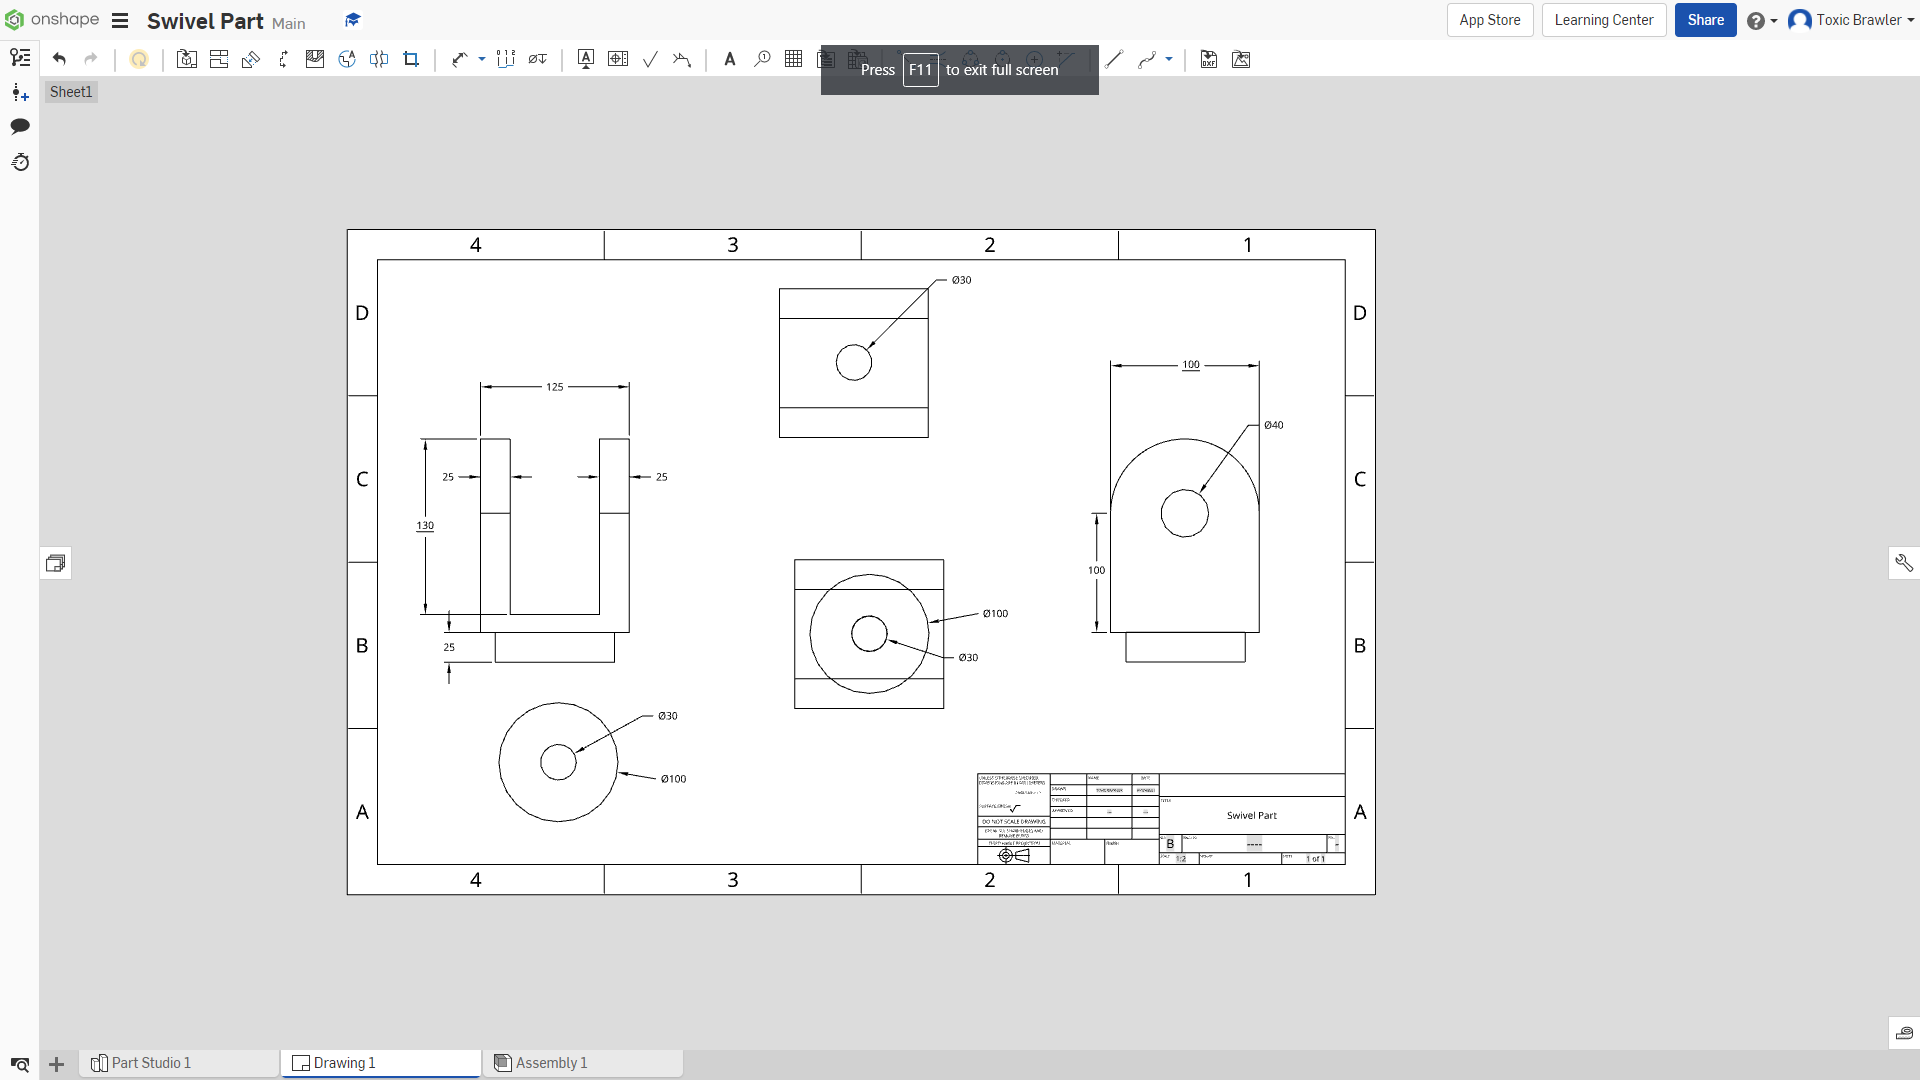 onshape
Swivel Part Main
App Store
Learning Center
Share
Toxic Brawler
Press F11 to exit full screen
Sheet1
4 3 2 1
D
D
C
C
B
B
A
A
Ø30
100
125
Ø40
25
25
130
100
25
Ø100
Ø30
Ø30
Ø100
DO NOT SCALE DRAWING
NAME
DATE
TITLE
Swivel Part
B
----
-
1:2
1 of 1
4 3 2 1
Part Studio 1
Drawing 1
Assembly 1